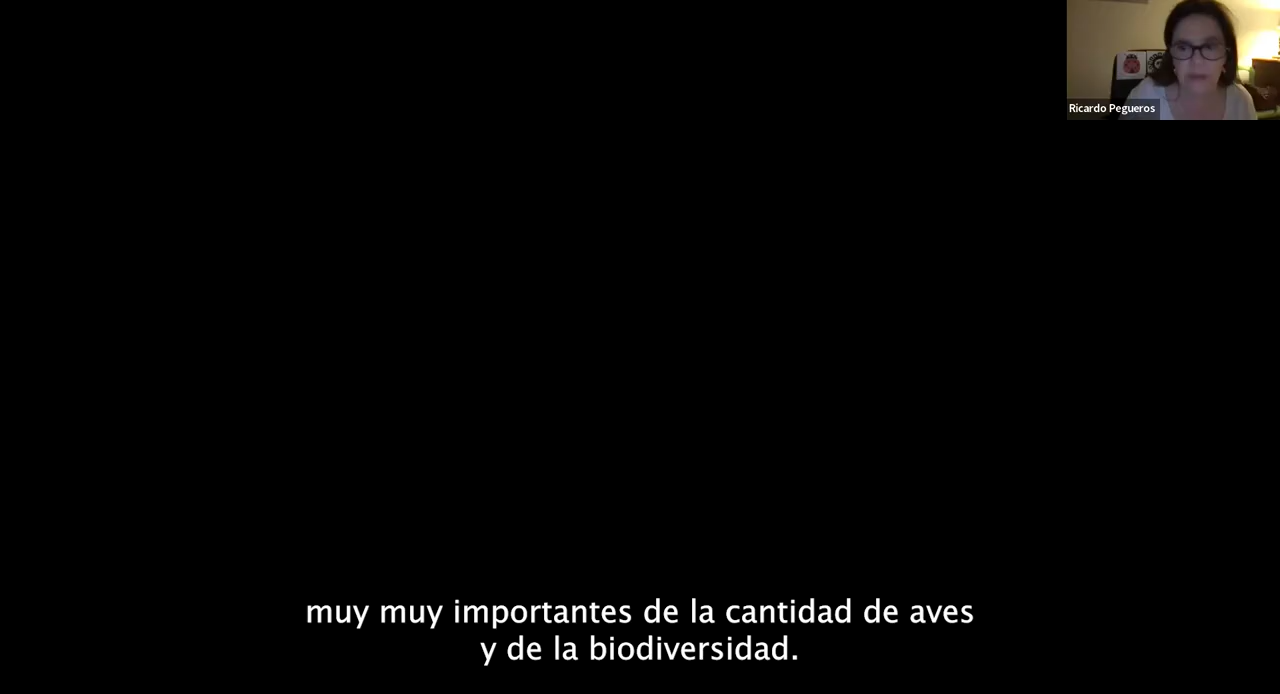 Ricardo Pegueros
muy muy importantes de la cantidad de aves
y de la biodiversidad.